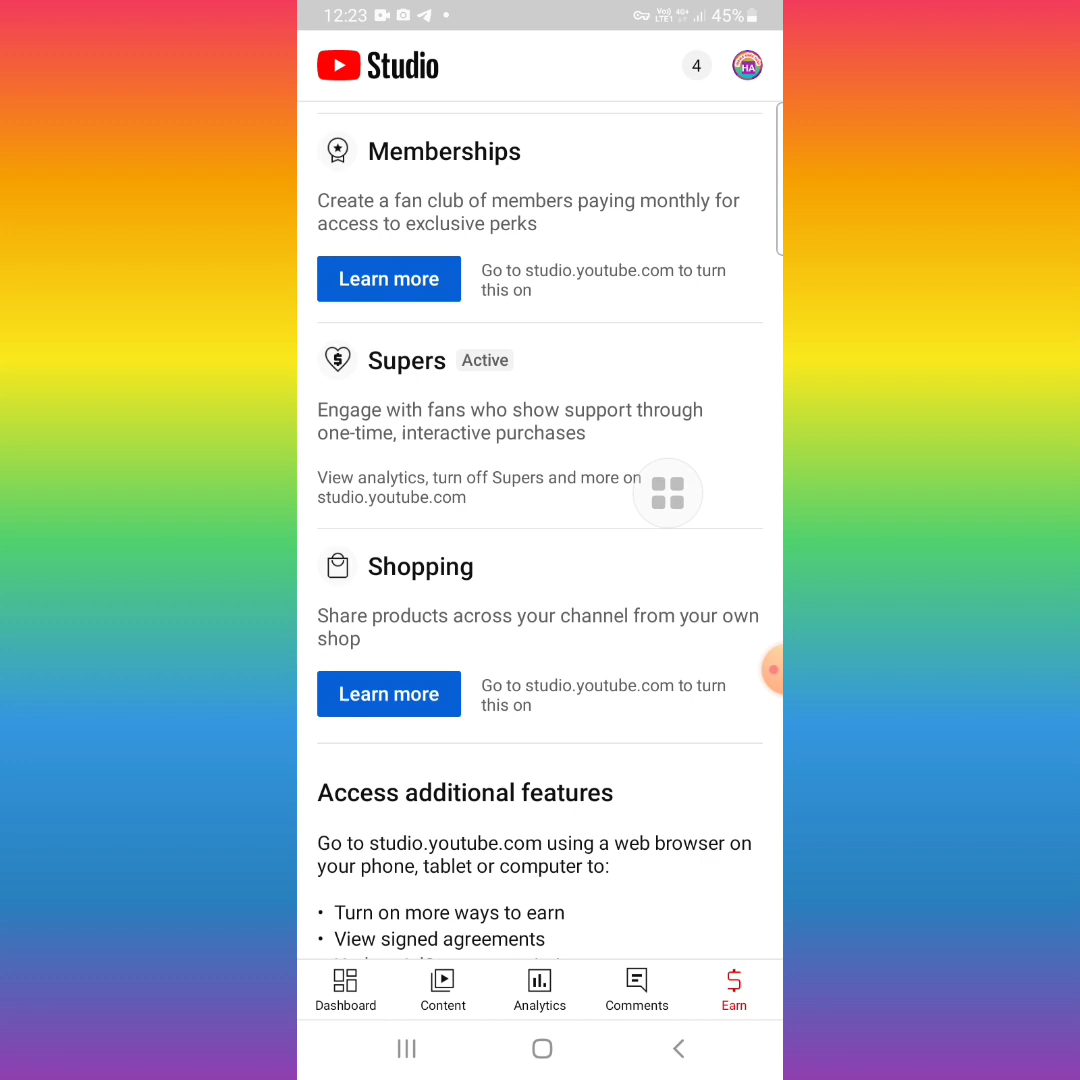 12:23
Vo)) 4G+
LTE1
45%
Studio
4
HA
Memberships
Create a fan club of members paying monthly for
access to exclusive perks
Learn more
Go to studio.youtube.com to turn
this on
Supers Active
Engage with fans who show support through
one-time, interactive purchases
View analytics, turn off Supers and more on
studio.youtube.com
Shopping
Share products across your channel from your own
shop
Learn more
Go to studio.youtube.com to turn
this on
Access additional features
Go to studio.youtube.com using a web browser on
your phone, tablet or computer to:
• Turn on more ways to earn
• View signed agreements
Dashboard
Content
Analytics
Comments
Earn